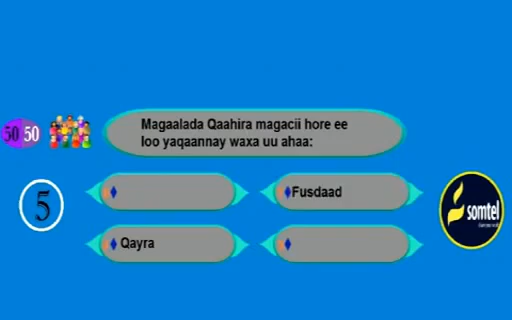 50 50
Magaalada Qaahira magacii hore ee
loo yaqaannay waxa uu ahaa:
5
Fusdaad
Qayra
somtel